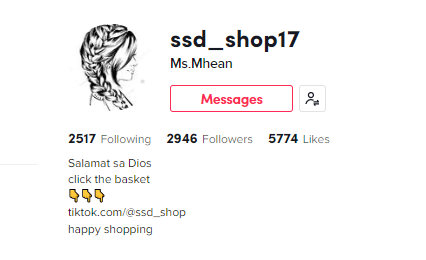 ssd_shop17
Ms.Mhean
Messages
2517 Following 2946 Followers 5774 Likes
Salamat sa Dios
click the basket
👇👇👇
tiktok.com/@ssd_shop
happy shopping